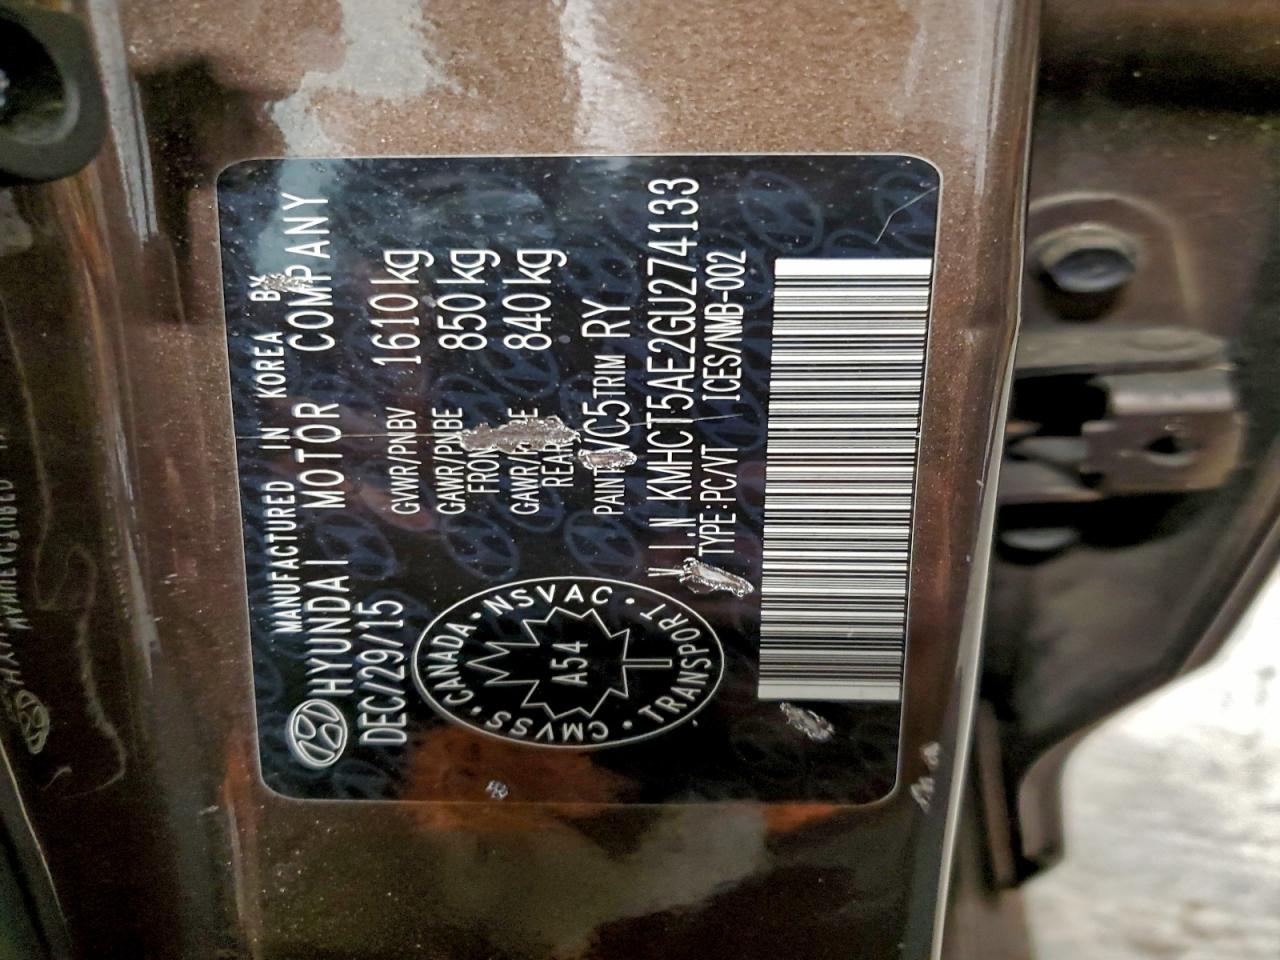 MANUFACTURED IN KOREA BY
HYUNDAI MOTOR COMPANY
DEC/29/15
GVWR/PNBV 1610 kg
GAWR/PNBE FRONT 850 kg
GAWR/PNBE REAR 840 kg
PAINT VC5 TRIM RY
V.I.N KMHCT5AE2GU274133
TYPE:PC/VT ICES/NMB-002
CANADA · NSVAC · TRANSPORT · CMVSS ·
A54